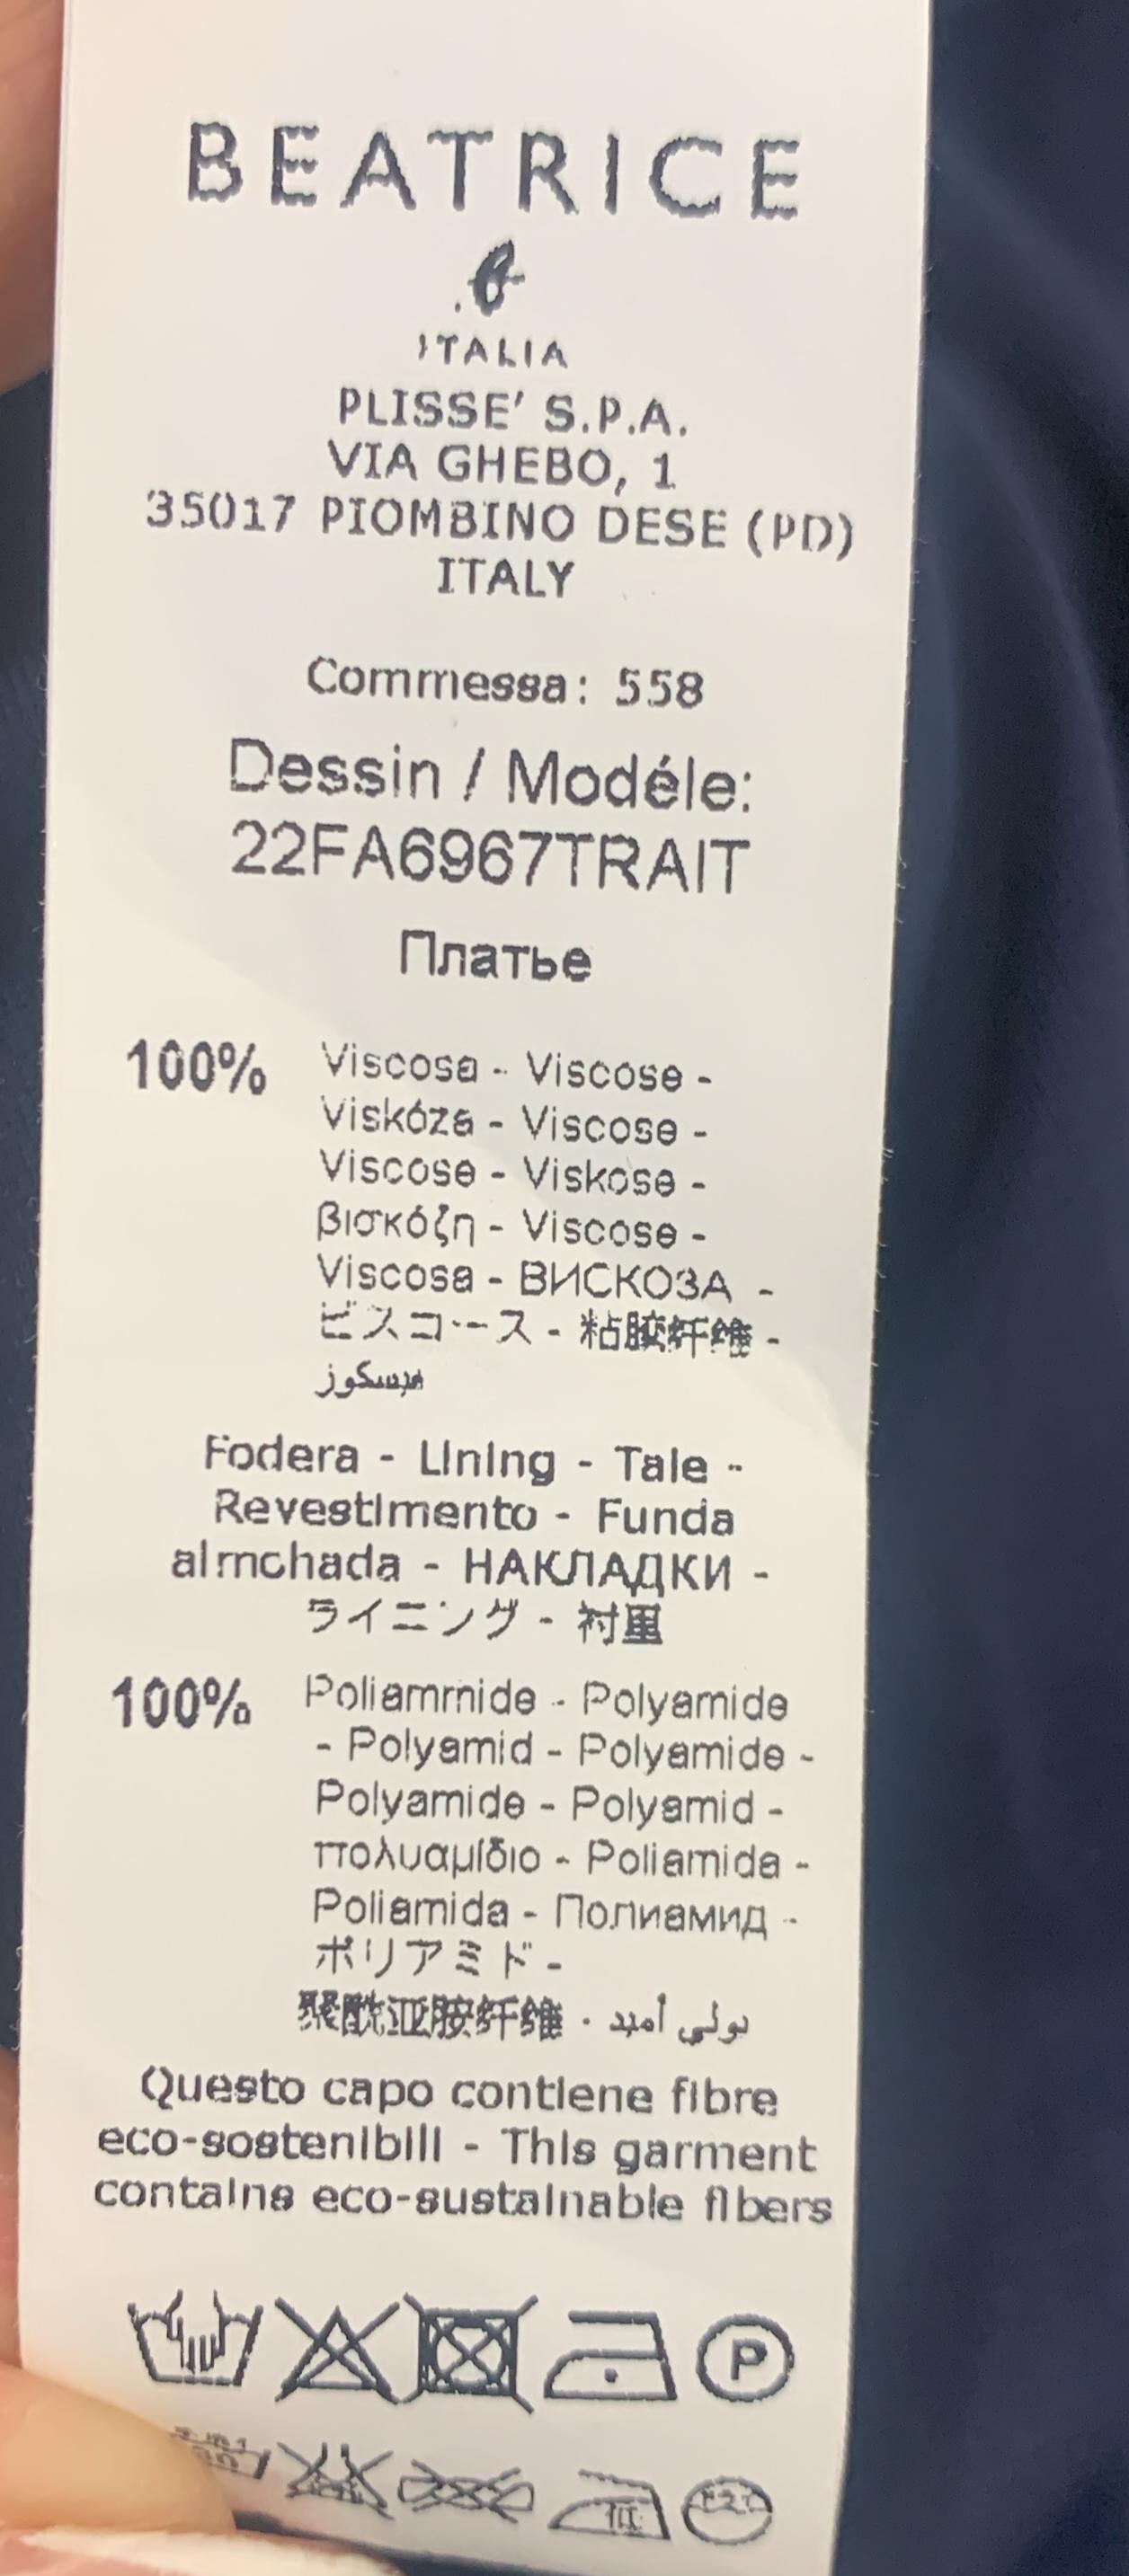 BEATRICE
.b
ITALIA
PLISSE' S.P.A.
VIA GHEBO, 1
35017 PIOMBINO DESE (PD)
ITALY
Commessa: 558
Dessin / Modéle:
22FA6967TRAIT
Платье
100% Viscosa - Viscose -
Viskóza - Viscose -
Viscose - Viskose -
βισκόζη - Viscose -
Viscosa - ВИСКОЗА -
ビスコース - 粘胶纤维 -
فيسكوز
Fodera - Lining - Tale -
Revestimento - Funda
almohada - НАКЛАДКИ -
ライニング - 衬里
100% Poliammide - Polyamide
- Polyamid - Polyamide -
Polyamide - Polyamid -
πολυαμίδιο - Poliamida -
Poliamida - Полиамид -
ポリアミド -
聚酰亚胺纤维 - بولي أميد
Questo capo contiene fibre
eco-sostenibili - This garment
contains eco-sustainable fibers
P
低